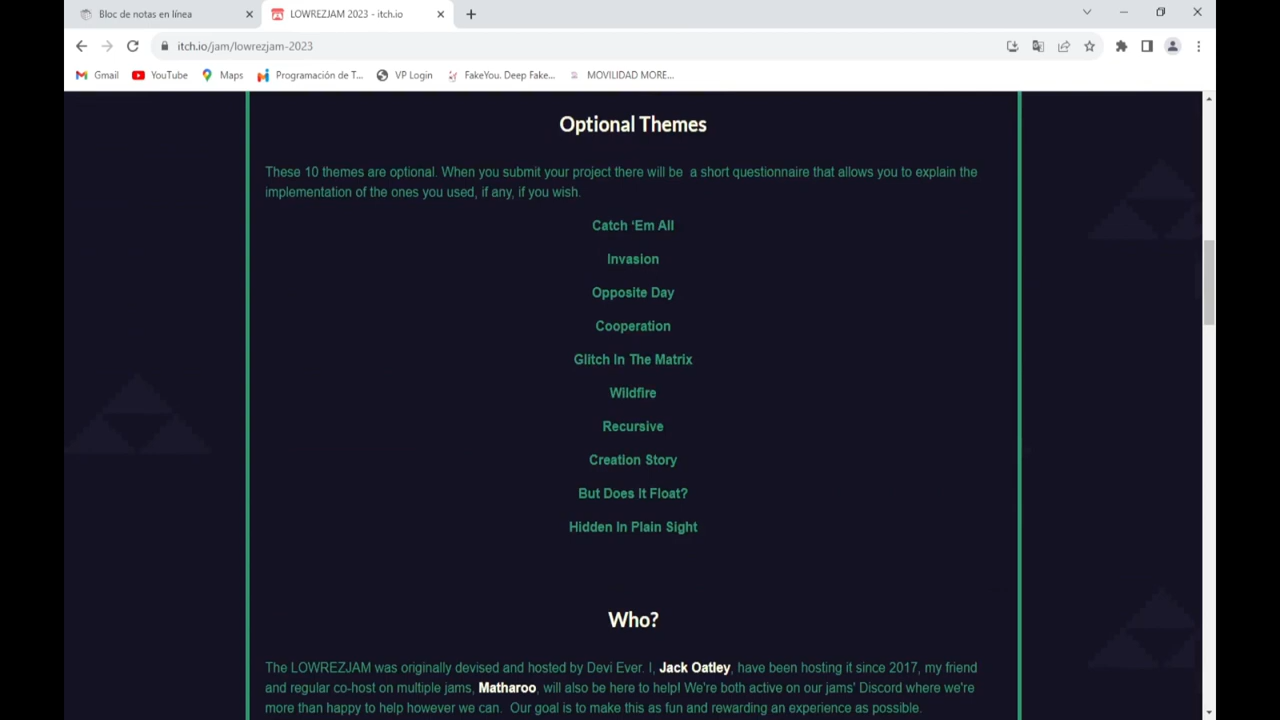 Bloc de notas en línea
LOWREZJAM 2023 - itch.io
itch.io/jam/lowrezjam-2023
Gmail
YouTube
Maps
Programación de T...
VP Login
FakeYou. Deep Fake...
MOVILIDAD MORE...
Optional Themes
These 10 themes are optional. When you submit your project there will be a short questionnaire that allows you to explain the
implementation of the ones you used, if any, if you wish.
Catch ‘Em All
Invasion
Opposite Day
Cooperation
Glitch In The Matrix
Wildfire
Recursive
Creation Story
But Does It Float?
Hidden In Plain Sight
Who?
The LOWREZJAM was originally devised and hosted by Devi Ever. I, Jack Oatley, have been hosting it since 2017, my friend
and regular co-host on multiple jams, Matharoo, will also be here to help! We're both active on our jams' Discord where we're
more than happy to help however we can. Our goal is to make this as fun and rewarding an experience as possible.